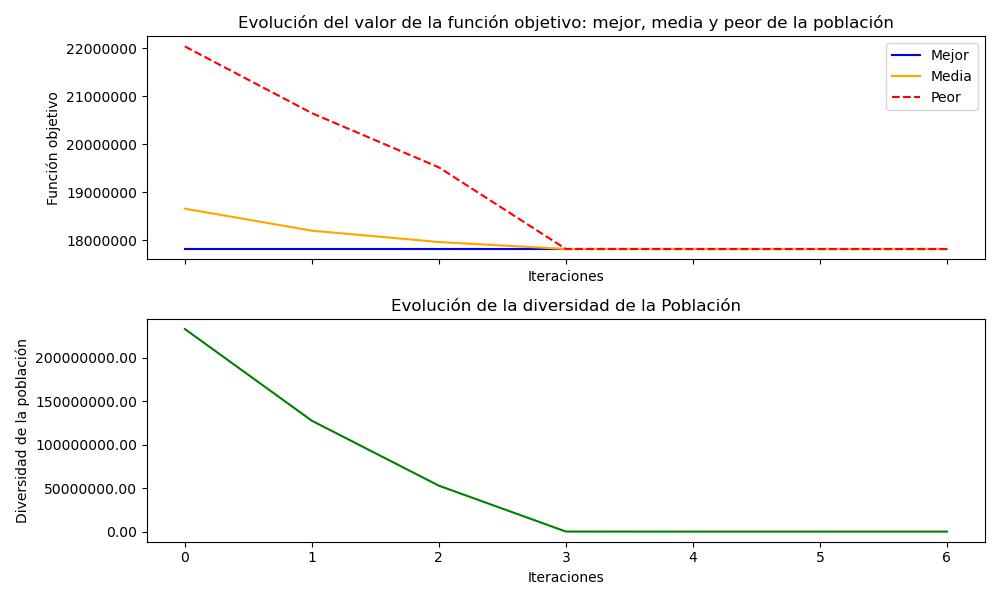 Evolución del valor de la función objetivo: mejor, media y peor de la población
22000000
21000000
20000000
19000000
18000000
Función objetivo
Mejor
Media
Peor
Iteraciones
Evolución de la diversidad de la Población
200000000.00
150000000.00
100000000.00
50000000.00
0.00
Diversidad de la población
0 1 2 3 4 5 6
Iteraciones